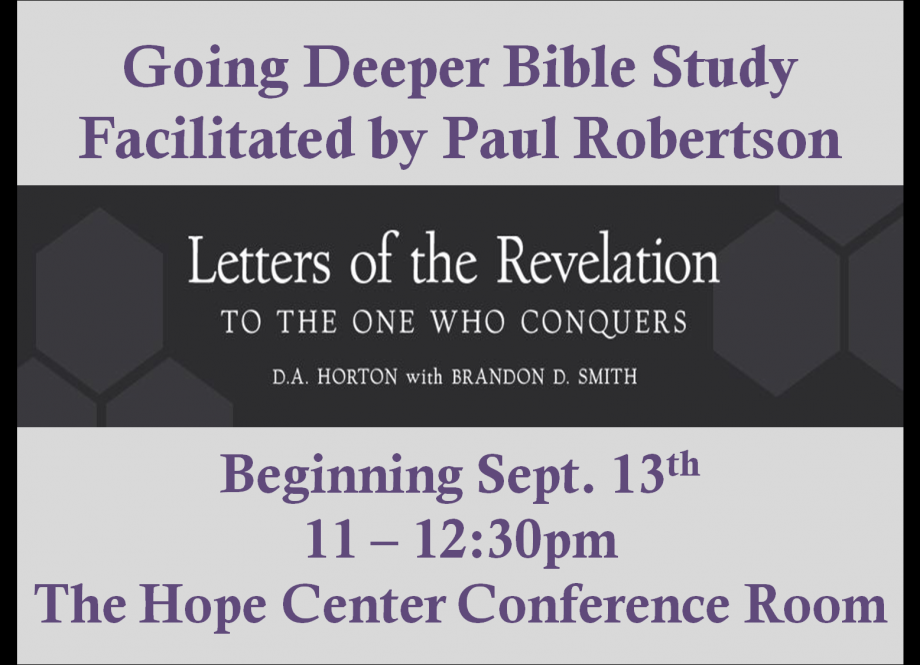 Going Deeper Bible Study
Facilitated by Paul Robertson
Letters of the Revelation
TO THE ONE WHO CONQUERS
D.A. HORTON with BRANDON D. SMITH
Beginning Sept. 13th
11 – 12:30pm
The Hope Center Conference Room